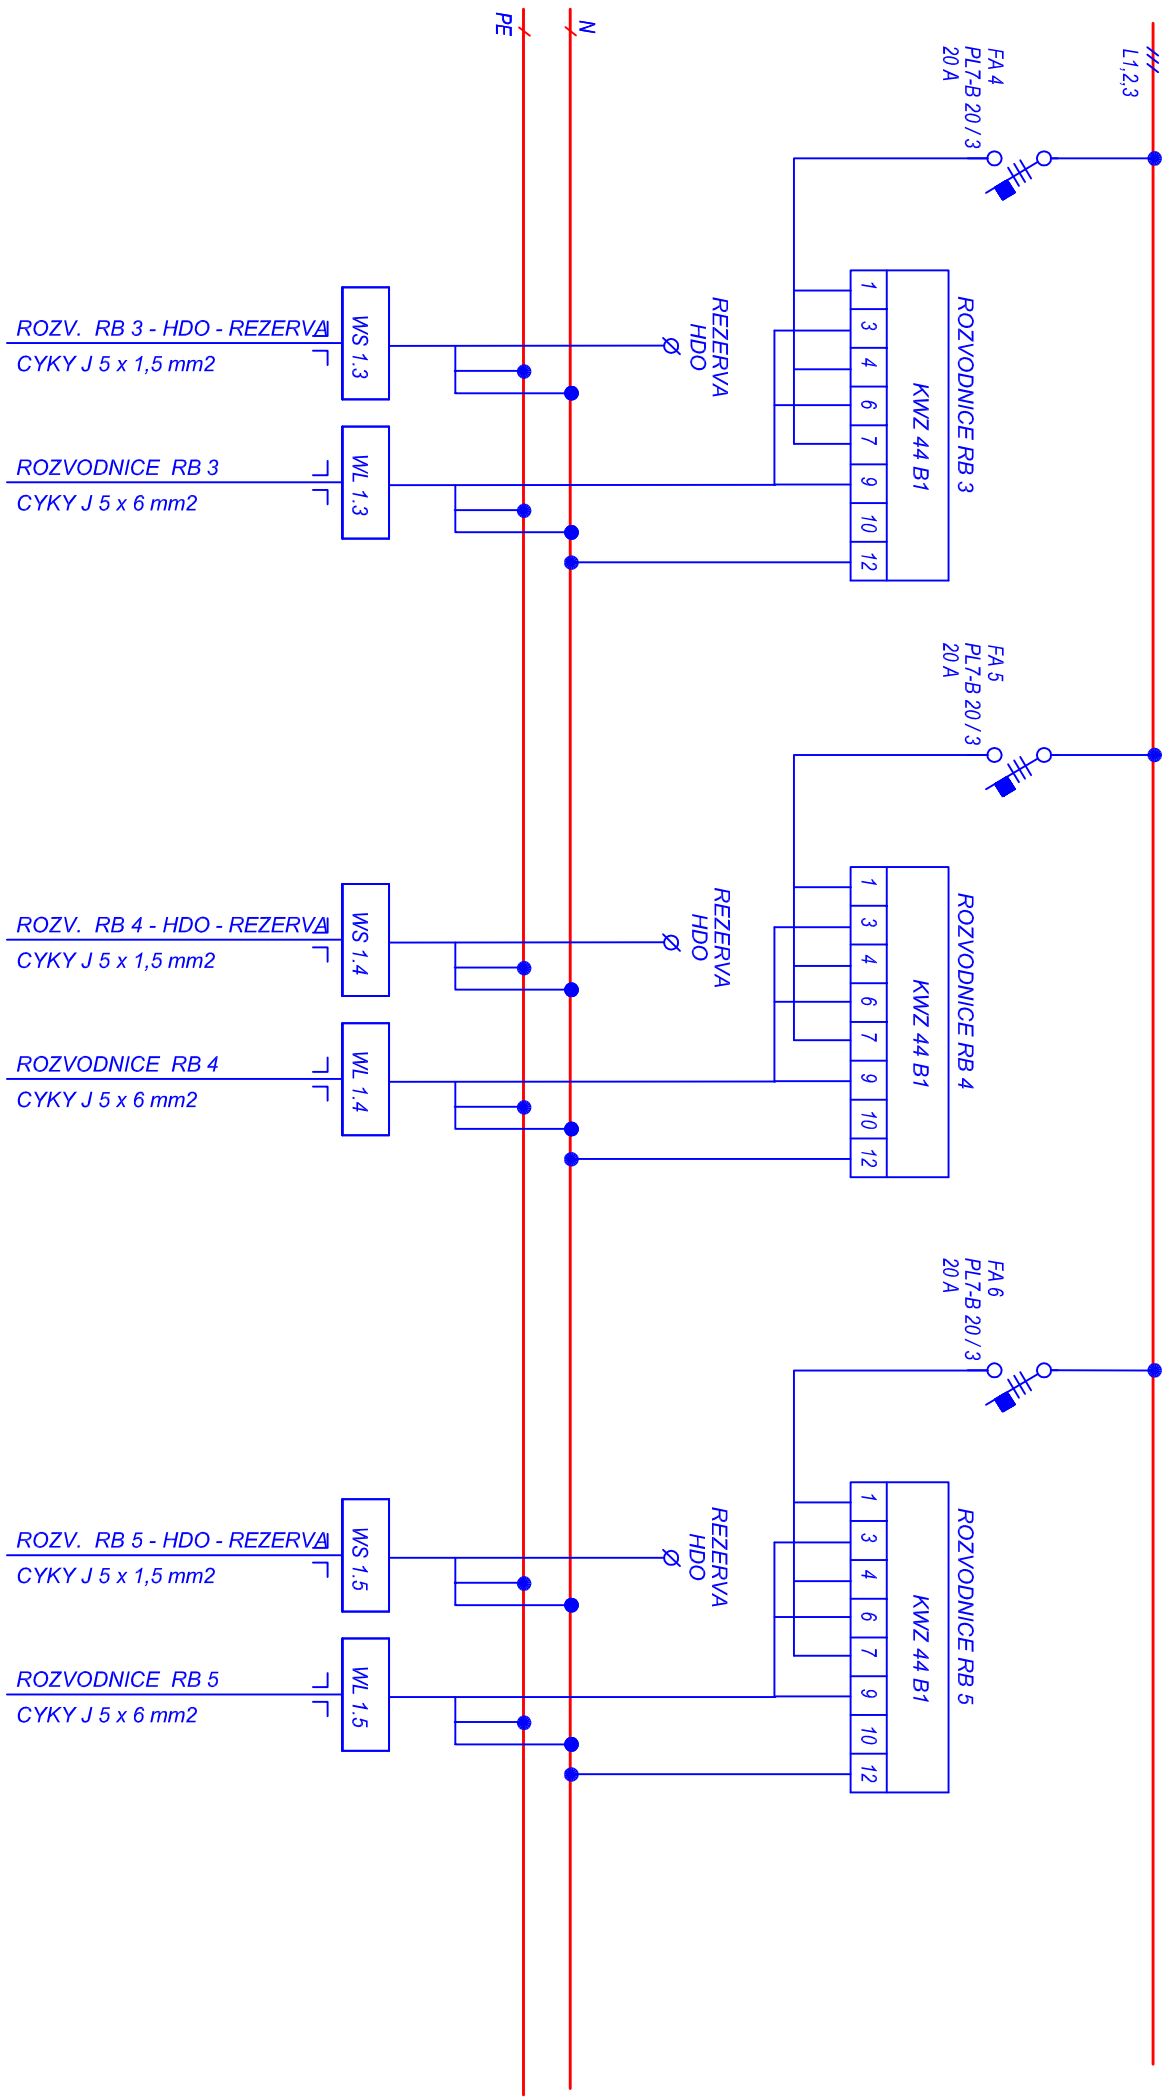 L1,2,3
N
PE
FA 4
PL7-B 20 / 3
20 A
ROZVODNICE RB 3
KWZ 44 B1
1
3
4
6
7
9
10
12
REZERVA
HDO
WS 1.3
ROZV. RB 3 - HDO - REZERVA
CYKY J 5 x 1,5 mm2
WL 1.3
ROZVODNICE RB 3
CYKY J 5 x 6 mm2
FA 5
PL7-B 20 / 3
20 A
ROZVODNICE RB 4
KWZ 44 B1
1
3
4
6
7
9
10
12
REZERVA
HDO
WS 1.4
ROZV. RB 4 - HDO - REZERVA
CYKY J 5 x 1,5 mm2
WL 1.4
ROZVODNICE RB 4
CYKY J 5 x 6 mm2
FA 6
PL7-B 20 / 3
20 A
ROZVODNICE RB 5
KWZ 44 B1
1
3
4
6
7
9
10
12
REZERVA
HDO
WS 1.5
ROZV. RB 5 - HDO - REZERVA
CYKY J 5 x 1,5 mm2
WL 1.5
ROZVODNICE RB 5
CYKY J 5 x 6 mm2